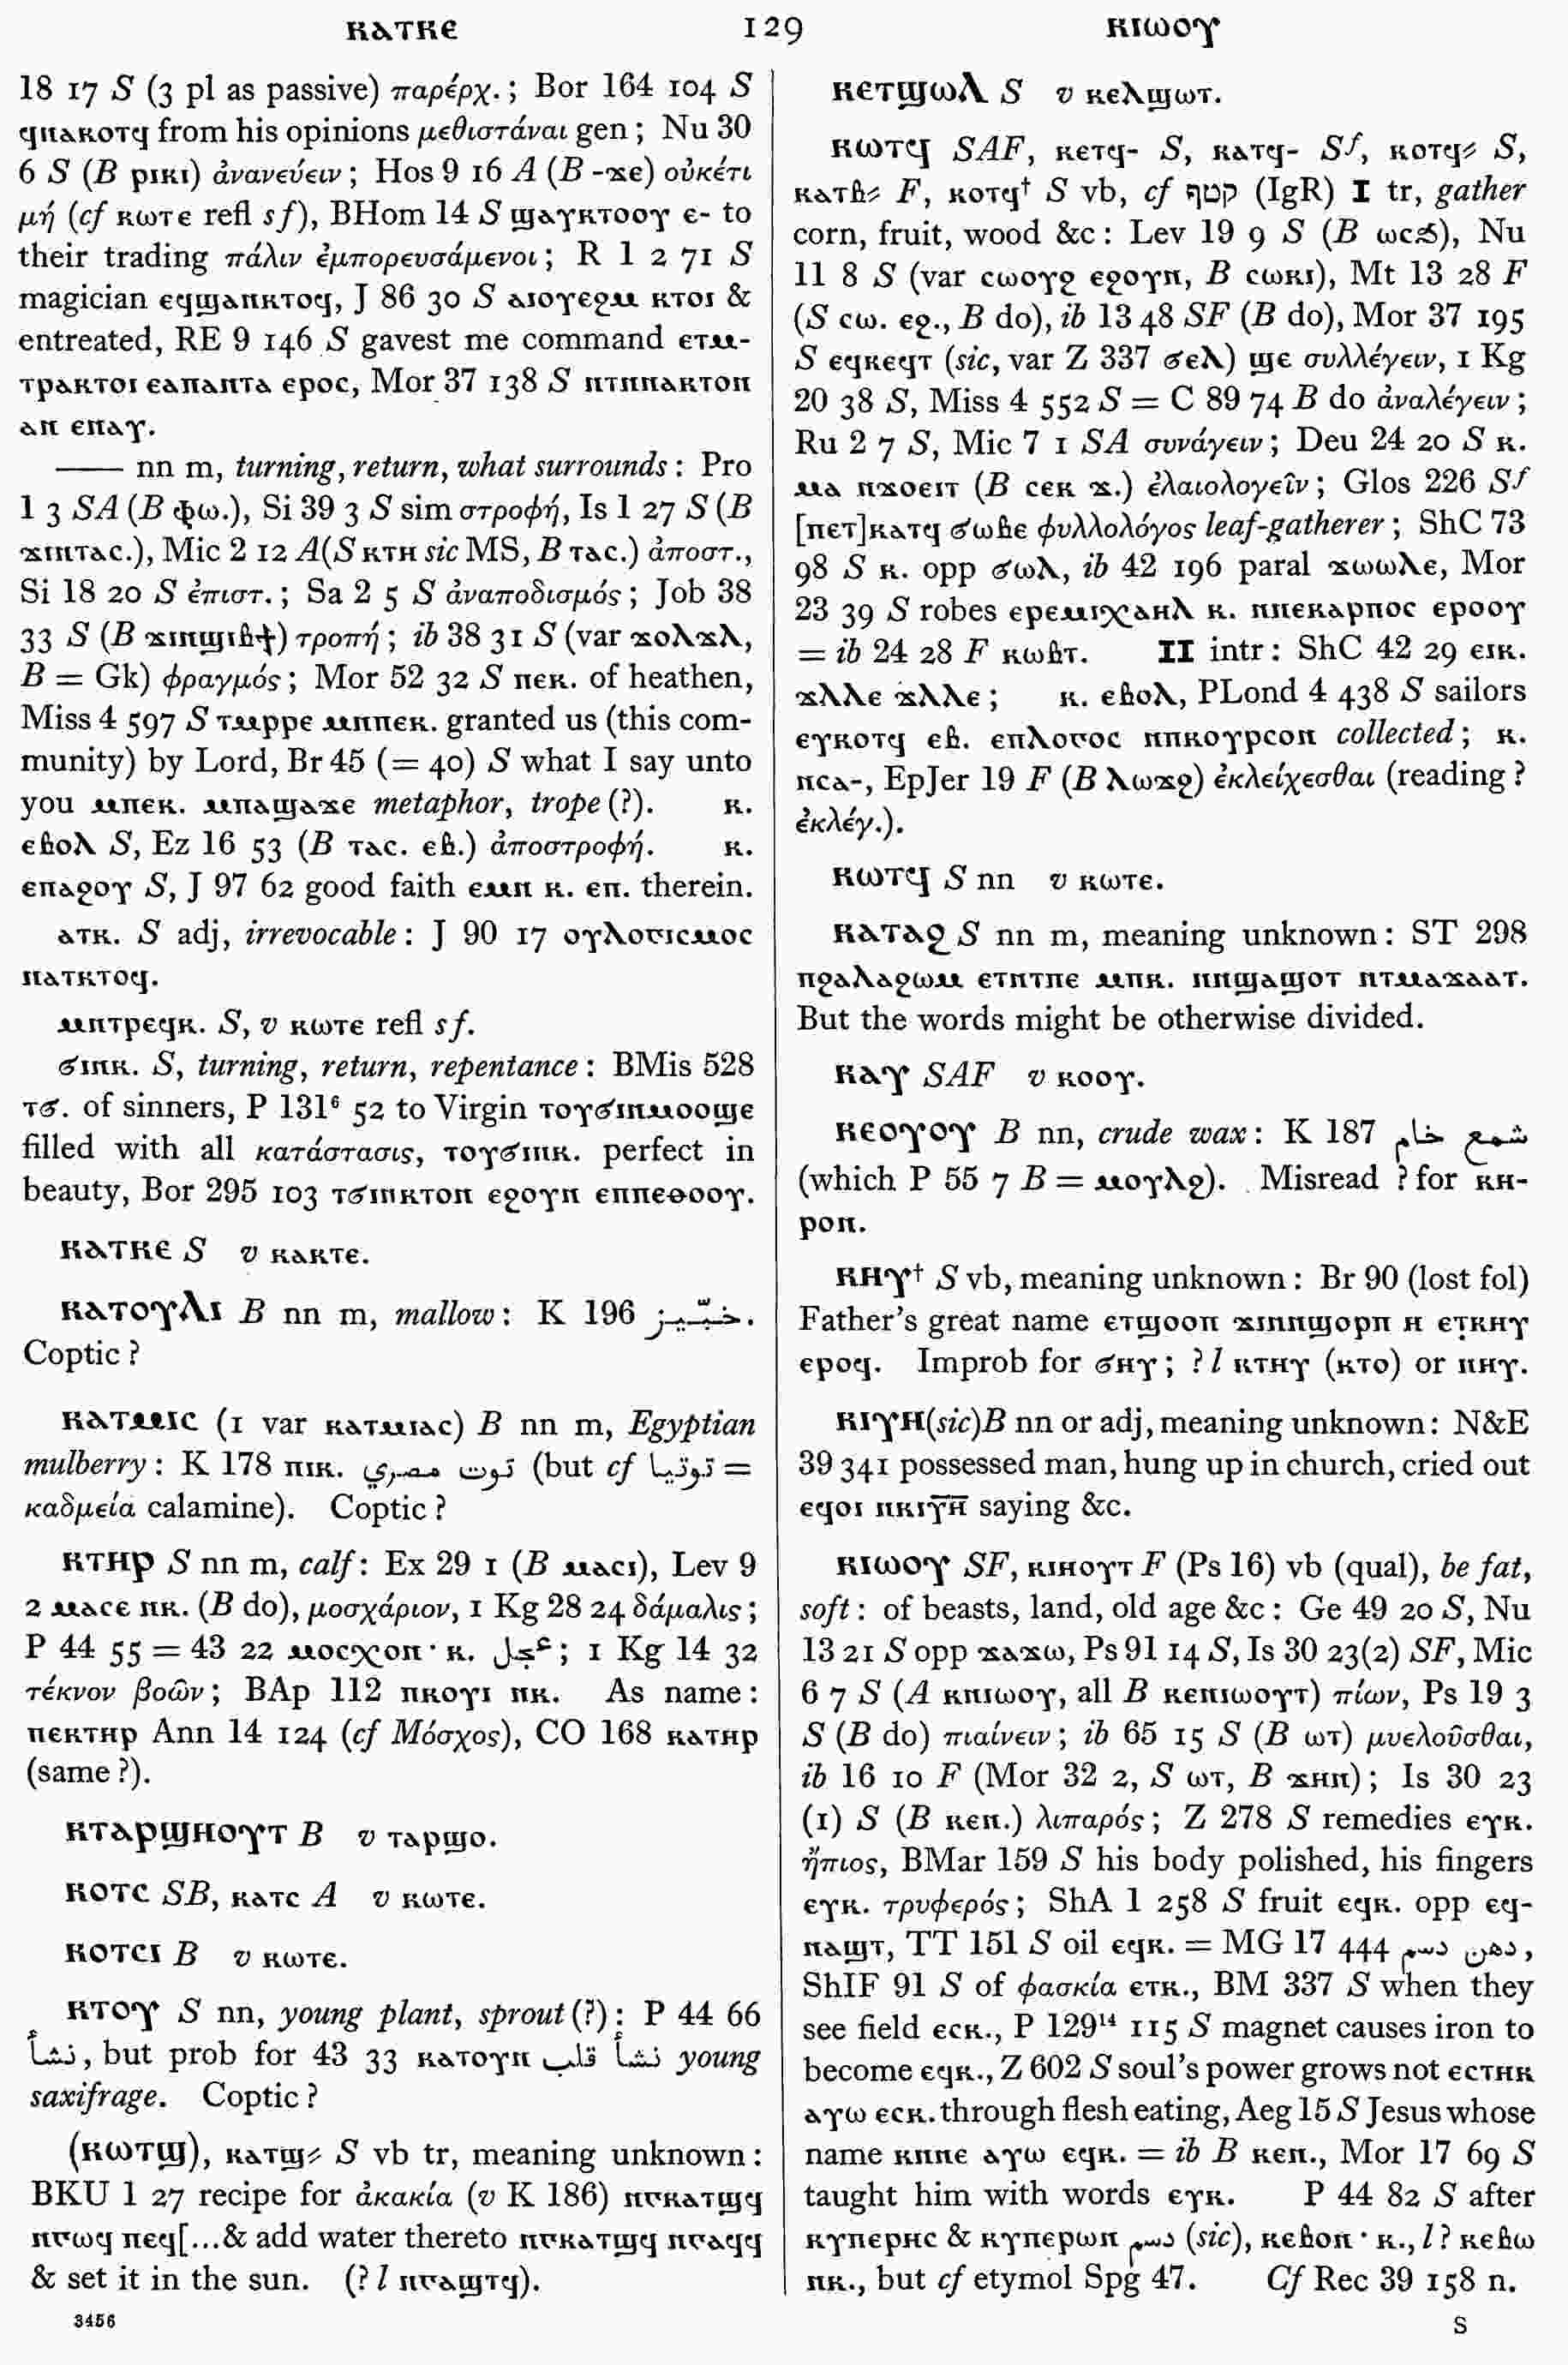 ⲕⲁⲧⲕⲉ 129 ⲕⲓⲱⲟⲩ
18 17 S (3 pl as passive) παρέρχ.; Bor 164 104 S
ϥⲛⲁⲕⲟⲧϥ from his opinions μεθιστάναι gen; Nu 30
6 S (B ⲣⲓⲕⲓ) ἀνανεύειν; Hos 9 16 A (B -ϫⲉ) οὐκέτι
μή (cf ⲕⲱⲧⲉ refl sf), BHom 14 S ϣⲁⲩⲕⲧⲟⲟⲩ ⲉ- to
their trading πάλιν ἐμπορευσάμενοι; R 1 2 71 S
magician ⲉϥϣⲁⲛⲕⲧⲟϥ, J 86 30 S ⲁⲓⲟⲩⲉϩⲙ ⲕⲧⲟⲓ &
entreated, RE 9 146 S gavest me command ⲉⲧⲙ-
ⲧⲣⲁⲕⲧⲟⲓ ⲉⲁⲡⲁⲛⲧⲁ ⲉⲣⲟⲥ, Mor 37 138 S ⲛⲧⲛⲛⲁⲕⲧⲟⲛ
ⲁⲛ ⲉⲛⲁⲩ.
—— nn m, turning, return, what surrounds: Pro
1 3 SA (B ⲫⲱ.), Si 39 3 S sim στροφή, Is 1 27 S (B
ϫⲓⲛⲧⲁⲥ.), Mic 2 12 A (S ⲕⲧⲏ sic MS, B ⲧⲁⲥ.) ἀποστ.,
Si 18 20 S ἐπιστ.; Sa 2 5 S ἀναποδισμός; Job 38
33 S (B ϫⲓⲛϣⲓⲃϯ) τροπή; ib 38 31 S (var ϫⲟⲗϫⲗ,
B = Gk) φραγμός; Mor 52 32 S ⲡⲉⲕ. of heathen,
Miss 4 597 S ⲧⲙⲣⲣⲉ ⲙⲡⲡⲉⲕ. granted us (this com-
munity) by Lord, Br 45 (= 40) S what I say unto
you ⲙⲡⲉⲕ. ⲙⲡⲁϣⲁϫⲉ metaphor, trope (?). ⲕ.
ⲉⲃⲟⲗ S, Ez 16 53 (B ⲧⲁⲥ. ⲉⲃ.) ἀποστροφή. ⲕ.
ⲉⲡⲁϩⲟⲩ S, J 97 62 good faith ⲉⲙⲛ ⲕ. ⲉⲡ. therein.
ⲁⲧⲕ. S adj, irrevocable: J 90 17 ⲟⲩⲗⲟⲅⲓⲥⲙⲟⲥ
ⲛⲁⲧⲕⲧⲟϥ.
ⲙⲛⲧⲣⲉϥⲕ. S, v ⲕⲱⲧⲉ refl sf.
ϭⲓⲛⲕ. S, turning, return, repentance: BMis 528
ⲧϭ. of sinners, P 131⁶ 52 to Virgin ⲧⲟⲩϭⲓⲛⲙⲟⲟϣⲉ
filled with all κατάστασις, ⲧⲟⲩϭⲓⲛⲕ. perfect in
beauty, Bor 295 103 ⲧϭⲓⲛⲕⲧⲟⲛ ⲉϩⲟⲩⲛ ⲉⲡⲡⲉⲑⲟⲟⲩ.
ⲕⲁⲧⲕⲉ S v ⲕⲁⲕⲧⲉ.
ⲕⲁⲧⲟⲩⲗⲓ B nn m, mallow: K 196 خبّيز.
Coptic?
ⲕⲁⲧⲙⲓⲥ (1 var ⲕⲁⲧⲙⲓⲁⲥ) B nn m, Egyptian
mulberry: K 178 ⲡⲓⲕ. توت مصري (but cf توتيا =
καδμεία calamine). Coptic?
ⲕⲧⲏⲣ S nn m, calf: Ex 29 1 (B ⲙⲁⲥⲓ), Lev 9
2 ⲙⲁⲥⲉ ⲛⲕ. (B do), μοσχάριον, 1 Kg 28 24 δάμαλις;
P 44 55 = 43 22 ⲙⲟⲥⲭⲟⲛ · ⲕ. عجل; 1 Kg 14 32
τέκνον βοῶν; BAp 112 ⲛⲕⲟⲩⲓ ⲛⲕ. As name:
ⲡⲉⲕⲧⲏⲣ Ann 14 124 (cf Μόσχος), CO 168 ⲕⲁⲧⲏⲣ
(same?).
ⲕⲧⲁⲣϣⲏⲟⲩⲧ B v ⲧⲁⲣϣⲟ.
ⲕⲟⲧⲥ SB, ⲕⲁⲧⲥ A v ⲕⲱⲧⲉ.
ⲕⲟⲧⲥⲓ B v ⲕⲱⲧⲉ.
ⲕⲧⲟⲩ S nn, young plant, sprout (?): P 44 66
نشأ, but prob for 43 33 ⲕⲁⲧⲟⲩⲛ نشأ قلب young
saxifrage. Coptic?
(ⲕⲱⲧϣ), ⲕⲁⲧϣ⸗ S vb tr, meaning unknown:
BKU 1 27 recipe for ἀκακία (v K 186) ⲛⲅⲕⲁⲧϣϥ
ⲛⲅⲱϥ ⲛⲉϥ[...& add water thereto ⲛⲅⲕⲁⲧϣϥ ⲛⲅⲁϥϥ
& set it in the sun. (? l ⲛⲅⲁϣⲧϥ).
3456
ⲕⲉⲧϣⲱⲗ S v ⲕⲉⲗϣⲱⲧ.
ⲕⲱⲧϥ SAF, ⲕⲉⲧϥ- S, ⲕⲁⲧϥ- Sf, ⲕⲟⲧϥ⸗ S,
ⲕⲁⲧⲃ⸗ F, ⲕⲟⲧϥ† S vb, cf קטף (IgR) I tr, gather
corn, fruit, wood &c: Lev 19 9 S (B ⲱⲥϧ), Nu
11 8 S (var ⲥⲱⲟⲩϩ ⲉϩⲟⲩⲛ, B ⲥⲱⲕⲓ), Mt 13 28 F
(S ⲥⲱ. ⲉϩ., B do), ib 13 48 SF (B do), Mor 37 195
S ⲉϥⲕⲉϥⲧ (sic, var Z 337 ϭⲉⲗ) ϣⲉ συλλέγειν, 1 Kg
20 38 S, Miss 4 552 S = C 89 74 B do ἀναλέγειν;
Ru 2 7 S, Mic 7 1 SA συνάγειν; Deu 24 20 S ⲕ.
ⲙⲁ ⲛϫⲟⲉⲓⲧ (B ⲥⲉⲕ ϫ.) ἐλαιολογεῖν; Glos 226 Sf
[ⲡⲉⲧ]ⲕⲁⲧϥ ϭⲱⲃⲉ φυλλολόγος leaf-gatherer; ShC 73
98 S ⲕ. opp ϭⲱⲗ, ib 42 196 paral ϫⲱⲱⲗⲉ, Mor
23 39 S robes ⲉⲣⲉⲙⲓⲭⲁⲏⲗ ⲕ. ⲛⲛⲉⲕⲁⲣⲡⲟⲥ ⲉⲣⲟⲟⲩ
= ib 24 28 F ⲕⲱⲃⲧ. II intr: ShC 42 29 ⲉⲓⲕ.
ϫⲗⲗⲉ ϫⲗⲗⲉ; ⲕ. ⲉⲃⲟⲗ, PLond 4 438 S sailors
ⲉⲩⲕⲟⲧϥ ⲉⲃ. ⲉⲡⲗⲟⲅⲟⲥ ⲛⲡⲕⲟⲩⲣⲥⲟⲛ collected; ⲕ.
ⲛⲥⲁ-, EpJer 19 F (B ⲗⲱϫϩ) ἐκλείχεσθαι (reading?
ἐκλέγ.).
ⲕⲱⲧϥ S nn v ⲕⲱⲧⲉ.
ⲕⲁⲧⲁϩ S nn m, meaning unknown: ST 298
ⲡϩⲁⲗⲁϩⲱⲙ ⲉⲧⲛⲧⲡⲉ ⲙⲡⲕ. ⲛⲛϣⲁϣⲟⲧ ⲛⲧⲙⲁϫⲁⲁⲧ.
But the words might be otherwise divided.
ⲕⲁⲩ SAF v ⲕⲟⲟⲩ.
ⲕⲉⲟⲩⲟⲩ B nn, crude wax: K 187 شمع خام
(which P 55 7 B = ⲙⲟⲩⲗϩ). Misread ? for ⲕⲏ-
ⲣⲟⲛ.
ⲕⲏⲩ† S vb, meaning unknown: Br 90 (lost fol)
Father's great name ⲉⲧϣⲟⲟⲡ ϫⲓⲛⲛϣⲟⲣⲡ ⲏ ⲉⲧ̣ⲕⲏⲩ
ⲉⲣⲟϥ. Improb for ϭⲏⲩ; ? l ⲕⲧⲏⲩ (ⲕⲧⲟ) or ⲛⲏⲩ.
ⲕⲓⲩⲏ (sic) B nn or adj, meaning unknown: N&E
39 341 possessed man, hung up in church, cried out
ⲉϥⲟⲓ ⲛⲕⲓⲩ̅ⲏ̅ saying &c.
ⲕⲓⲱⲟⲩ SF, ⲕⲓⲏⲟⲩⲧ F (Ps 16) vb (qual), be fat,
soft: of beasts, land, old age &c: Ge 49 20 S, Nu
13 21 S opp ϫⲁϫⲱ, Ps 91 14 S, Is 30 23(2) SF, Mic
6 7 S (A ⲕⲛⲓⲱⲟⲩ, all B ⲕⲉⲛⲓⲱⲟⲩⲧ) πίων, Ps 19 3
S (B do) πιαίνειν; ib 65 15 S (B ⲱⲧ) μυελοῦσθαι,
ib 16 10 F (Mor 32 2, S ⲱⲧ, B ϫⲏⲛ); Is 30 23
(1) S (B ⲕⲉⲛ.) λιπαρός; Z 278 S remedies ⲉⲩⲕ.
ἤπιος, BMar 159 S his body polished, his fingers
ⲉⲩⲕ. τρυφερός; ShA 1 258 S fruit ⲉϥⲕ. opp ⲉϥ-
ⲛⲁϣⲧ, TT 151 S oil ⲉϥⲕ. = MG 17 444 دهن دسم,
ShIF 91 S of φασκία ⲉⲧⲕ., BM 337 S when they
see field ⲉⲥⲕ., P 129¹⁴ 115 S magnet causes iron to
become ⲉϥⲕ., Z 602 S soul's power grows not ⲉⲥⲧⲏⲕ
ⲁⲩⲱ ⲉⲥⲕ. through flesh eating, Aeg 15 S Jesus whose
name ⲕⲛⲛⲉ ⲁⲩⲱ ⲉϥⲕ. = ib B ⲕⲉⲛ., Mor 17 69 S
taught him with words ⲉⲩⲕ. P 44 82 S after
ⲕⲩⲡⲉⲣⲏⲥ & ⲕⲩⲡⲉⲣⲱⲛ دسم (sic), ⲕⲉⲃⲟⲛ · ⲕ., l? ⲕⲉⲃⲱ
ⲛⲕ., but cf etymol Spg 47. Cf Rec 39 158 n.
S